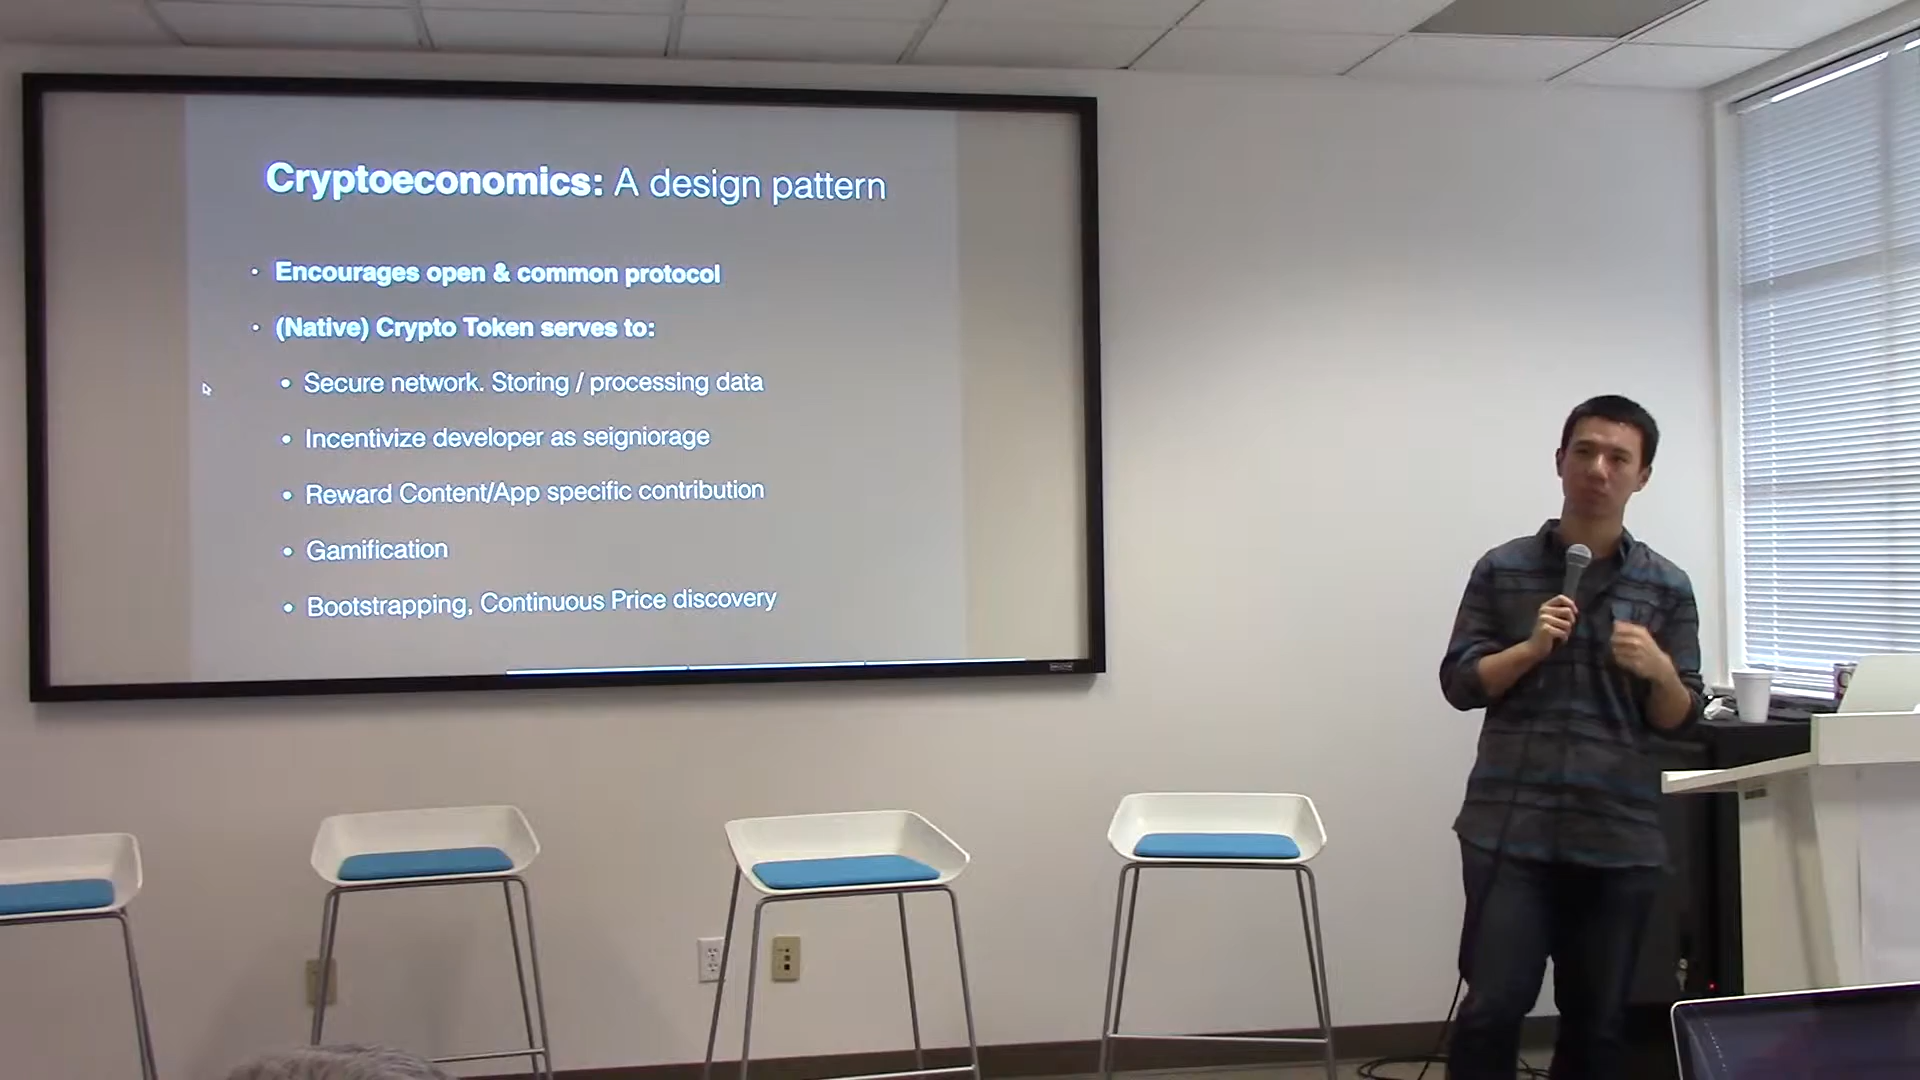 Cryptoeconomics: A design pattern
• Encourages open & common protocol
• (Native) Crypto Token serves to:
• Secure network. Storing / processing data
• Incentivize developer as seigniorage
• Reward Content/App specific contribution
• Gamification
• Bootstrapping, Continuous Price discovery